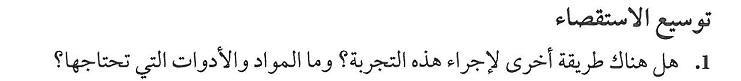 توسيع الاستقصاء
1. هل هناك طريقة أخرى لإجراء هذه التجربة؟ وما المواد والأدوات التي تحتاجها؟